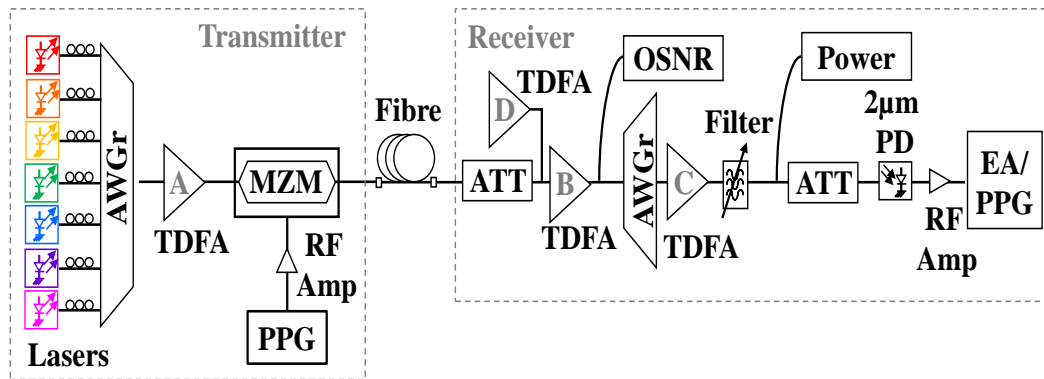 Transmitter
Lasers
AWGr
A
TDFA
MZM
RF
Amp
PPG
Fibre
Receiver
D
TDFA
ATT
B
TDFA
OSNR
AWGr
C
TDFA
Filter
Power
ATT
2μm
PD
RF
Amp
EA/
PPG